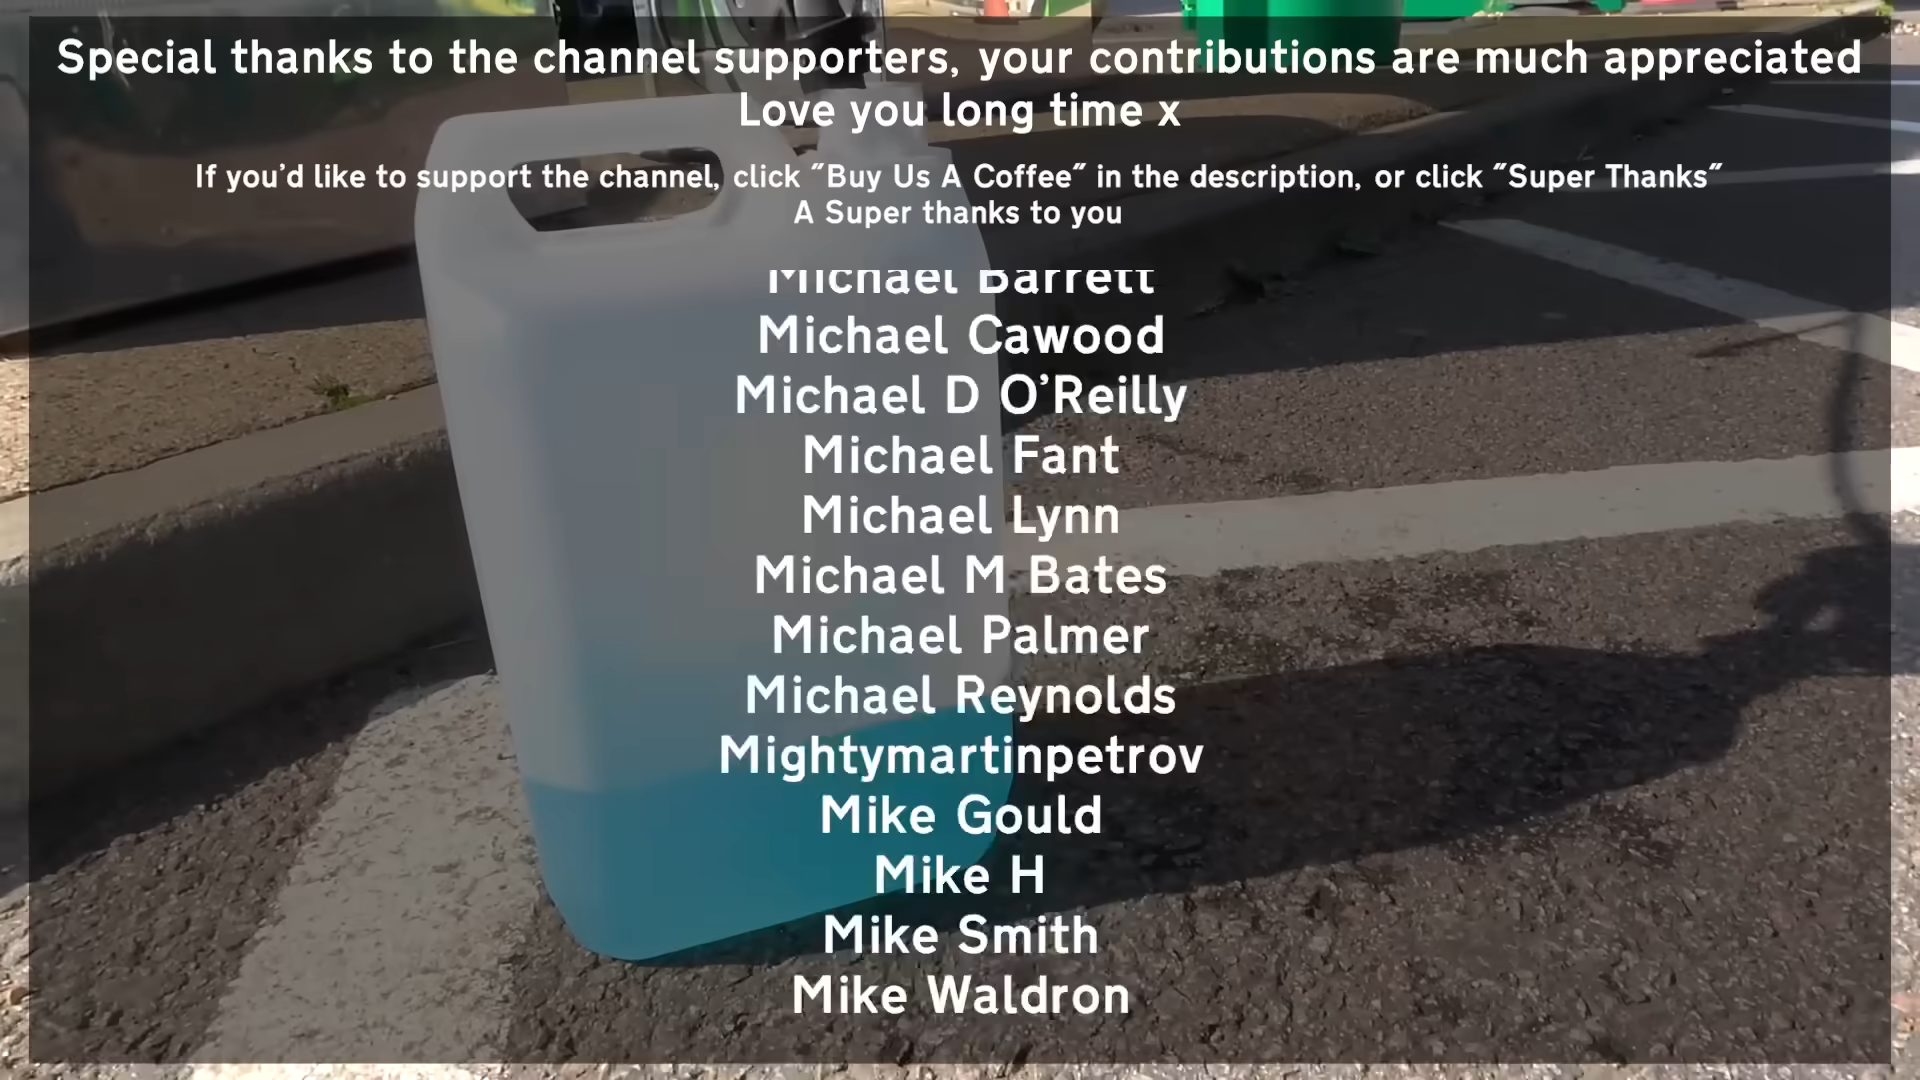 Special thanks to the channel supporters, your contributions are much appreciated
Love you long time x
If you'd like to support the channel, click "Buy Us A Coffee" in the description, or click "Super Thanks"
A Super thanks to you
Michael Barrett
Michael Cawood
Michael D O'Reilly
Michael Fant
Michael Lynn
Michael M Bates
Michael Palmer
Michael Reynolds
Mightymartinpetrov
Mike Gould
Mike H
Mike Smith
Mike Waldron